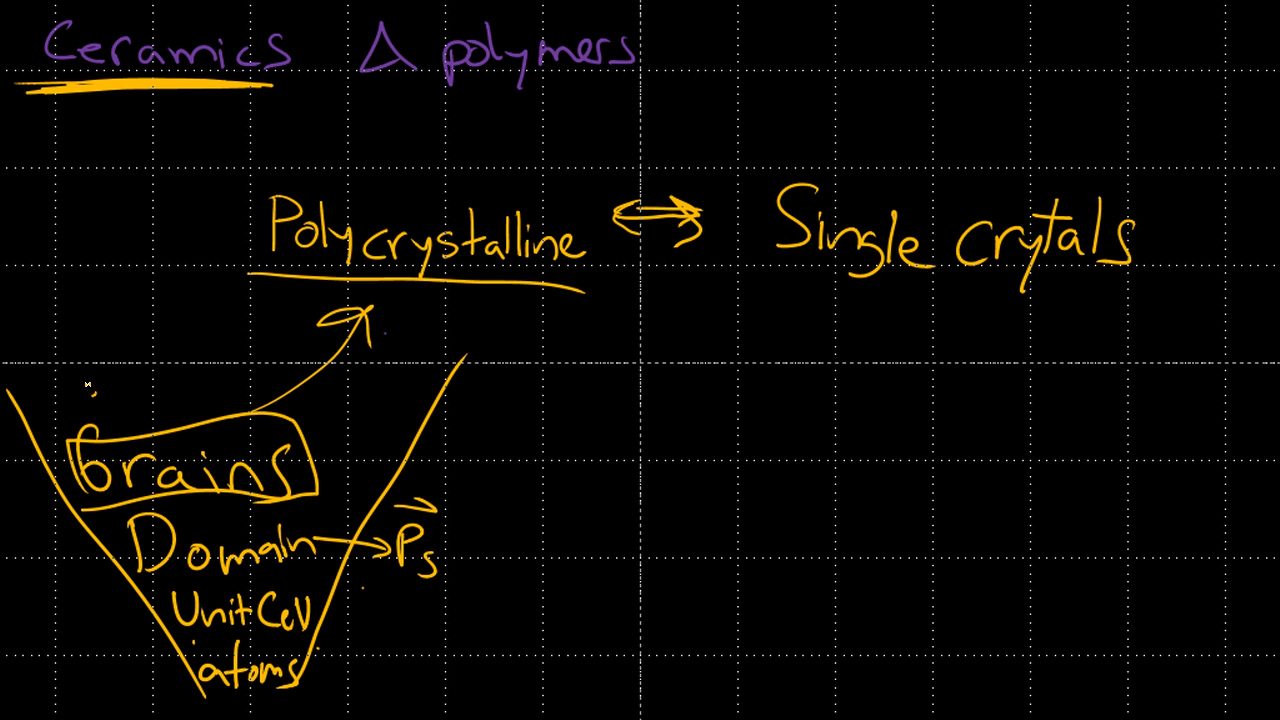 Ceramics Δ polymers
Polycrystalline ⇔ Single crytals
Grains
Domain → P⃗s
Unit Cell
atoms